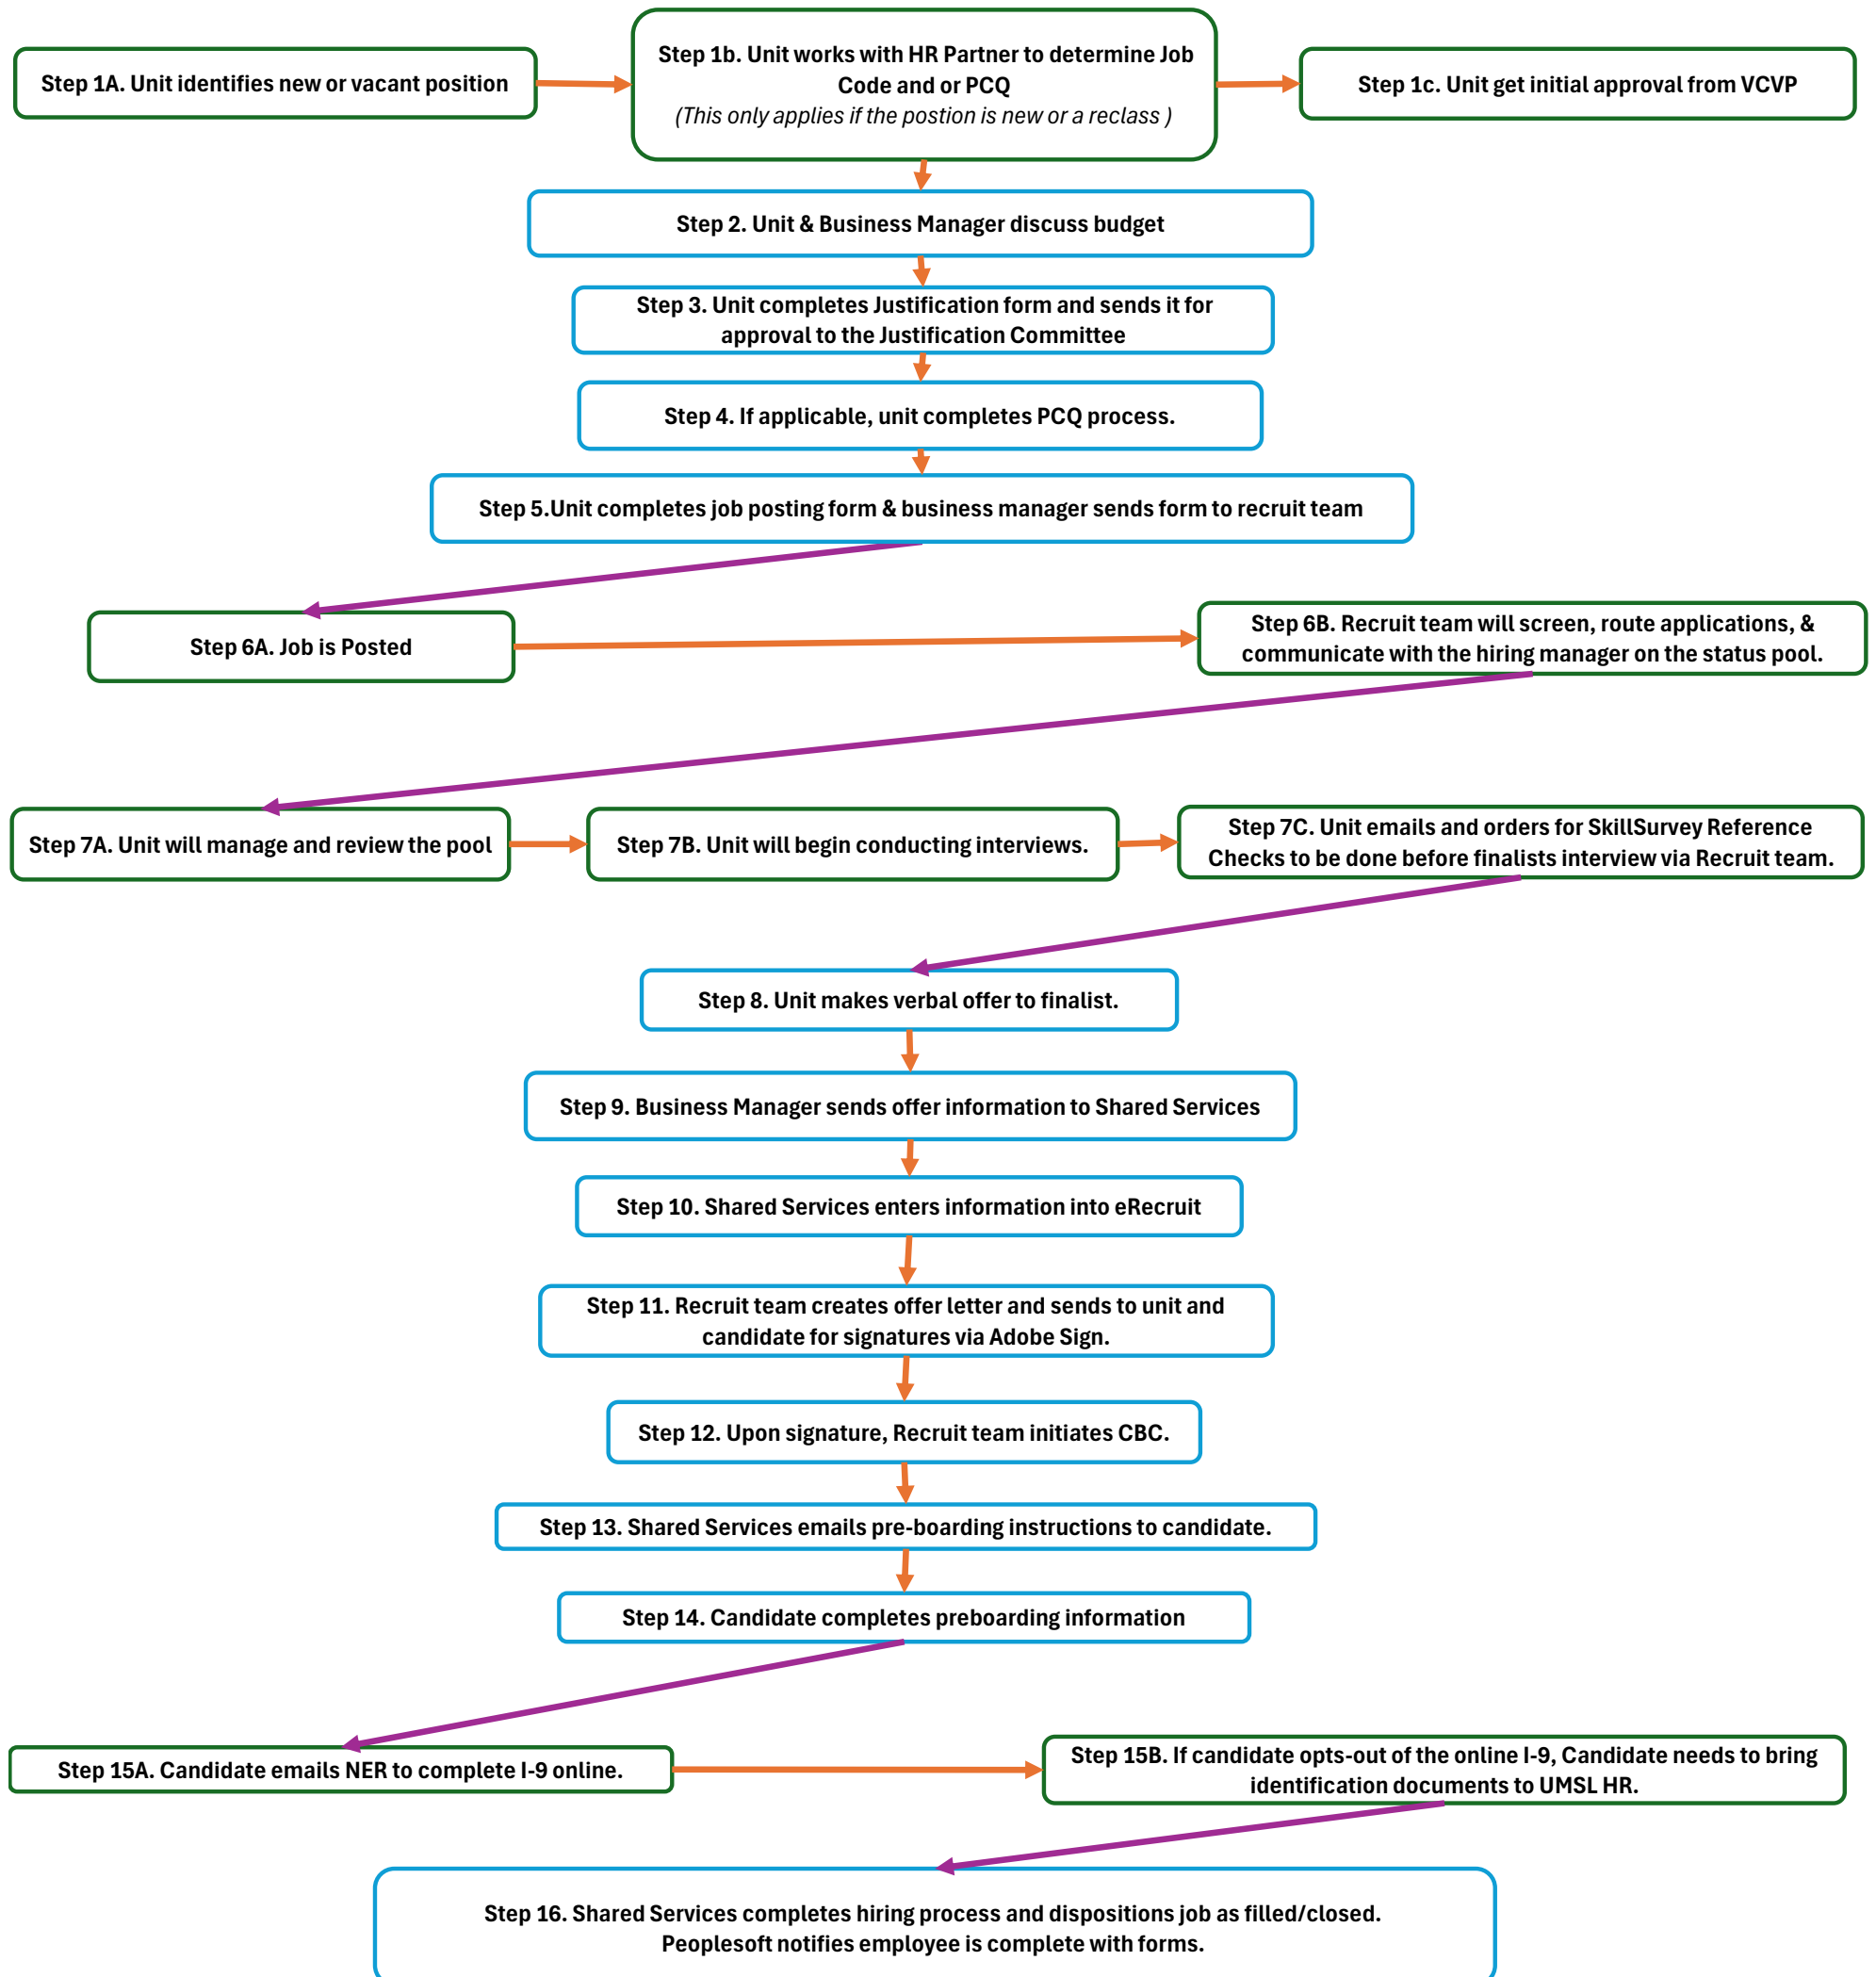 Step 1A. Unit identifies new or vacant position
Step 1b. Unit works with HR Partner to determine Job
Code and or PCQ
(This only applies if the postion is new or a reclass )
Step 1c. Unit get initial approval from VCVP
Step 2. Unit & Business Manager discuss budget
Step 3. Unit completes Justification form and sends it for
approval to the Justification Committee
Step 4. If applicable, unit completes PCQ process.
Step 5.Unit completes job posting form & business manager sends form to recruit team
Step 6A. Job is Posted
Step 6B. Recruit team will screen, route applications, &
communicate with the hiring manager on the status pool.
Step 7A. Unit will manage and review the pool
Step 7B. Unit will begin conducting interviews.
Step 7C. Unit emails and orders for SkillSurvey Reference
Checks to be done before finalists interview via Recruit team.
Step 8. Unit makes verbal offer to finalist.
Step 9. Business Manager sends offer information to Shared Services
Step 10. Shared Services enters information into eRecruit
Step 11. Recruit team creates offer letter and sends to unit and
candidate for signatures via Adobe Sign.
Step 12. Upon signature, Recruit team initiates CBC.
Step 13. Shared Services emails pre-boarding instructions to candidate.
Step 14. Candidate completes preboarding information
Step 15A. Candidate emails NER to complete I-9 online.
Step 15B. If candidate opts-out of the online I-9, Candidate needs to bring
identification documents to UMSL HR.
Step 16. Shared Services completes hiring process and dispositions job as filled/closed.
Peoplesoft notifies employee is complete with forms.